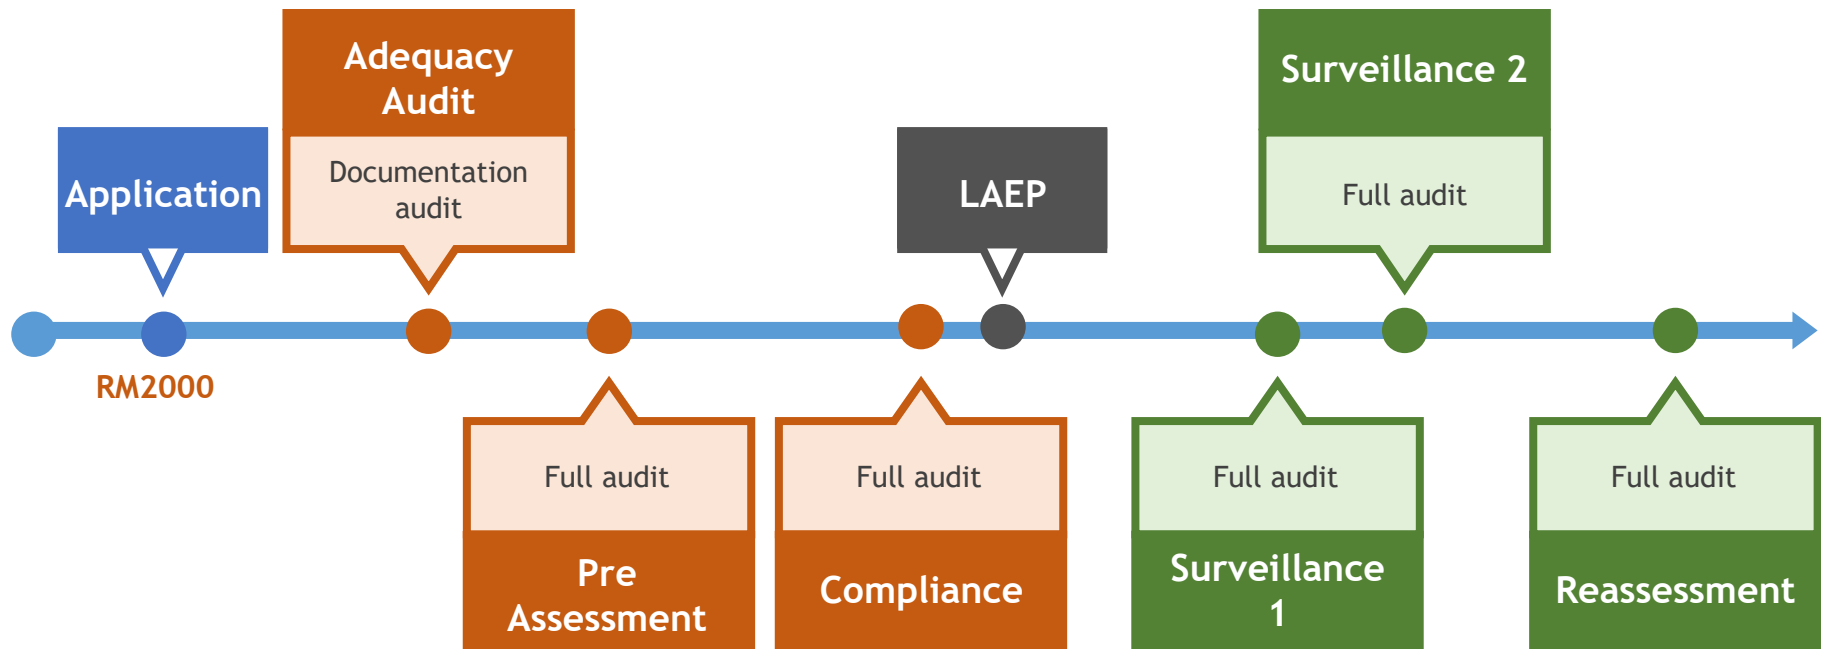 Adequacy
Audit
Documentation
audit
Application
RM2000
Full audit
Pre
Assessment
Full audit
Compliance
LAEP
Full audit
Surveillance
1
Surveillance 2
Full audit
Full audit
Reassessment